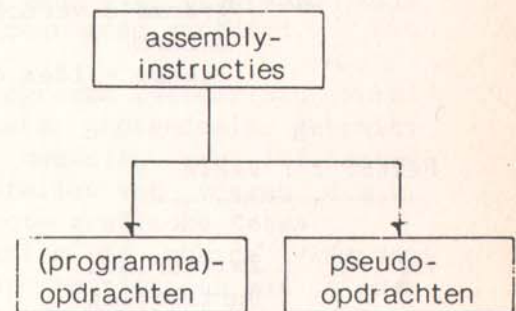 assembly-
instructies
(programma)-
opdrachten
pseudo-
opdrachten